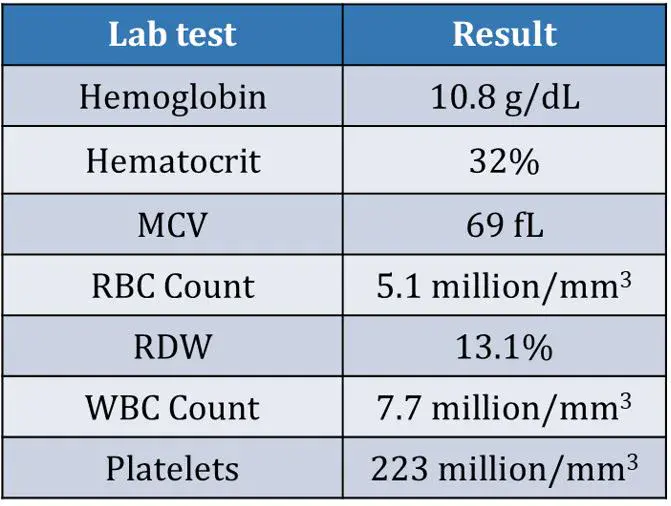 Lab test Result
Hemoglobin 10.8 g/dL
Hematocrit 32%
MCV 69 fL
RBC Count 5.1 million/mm³
RDW 13.1%
WBC Count 7.7 million/mm³
Platelets 223 million/mm³